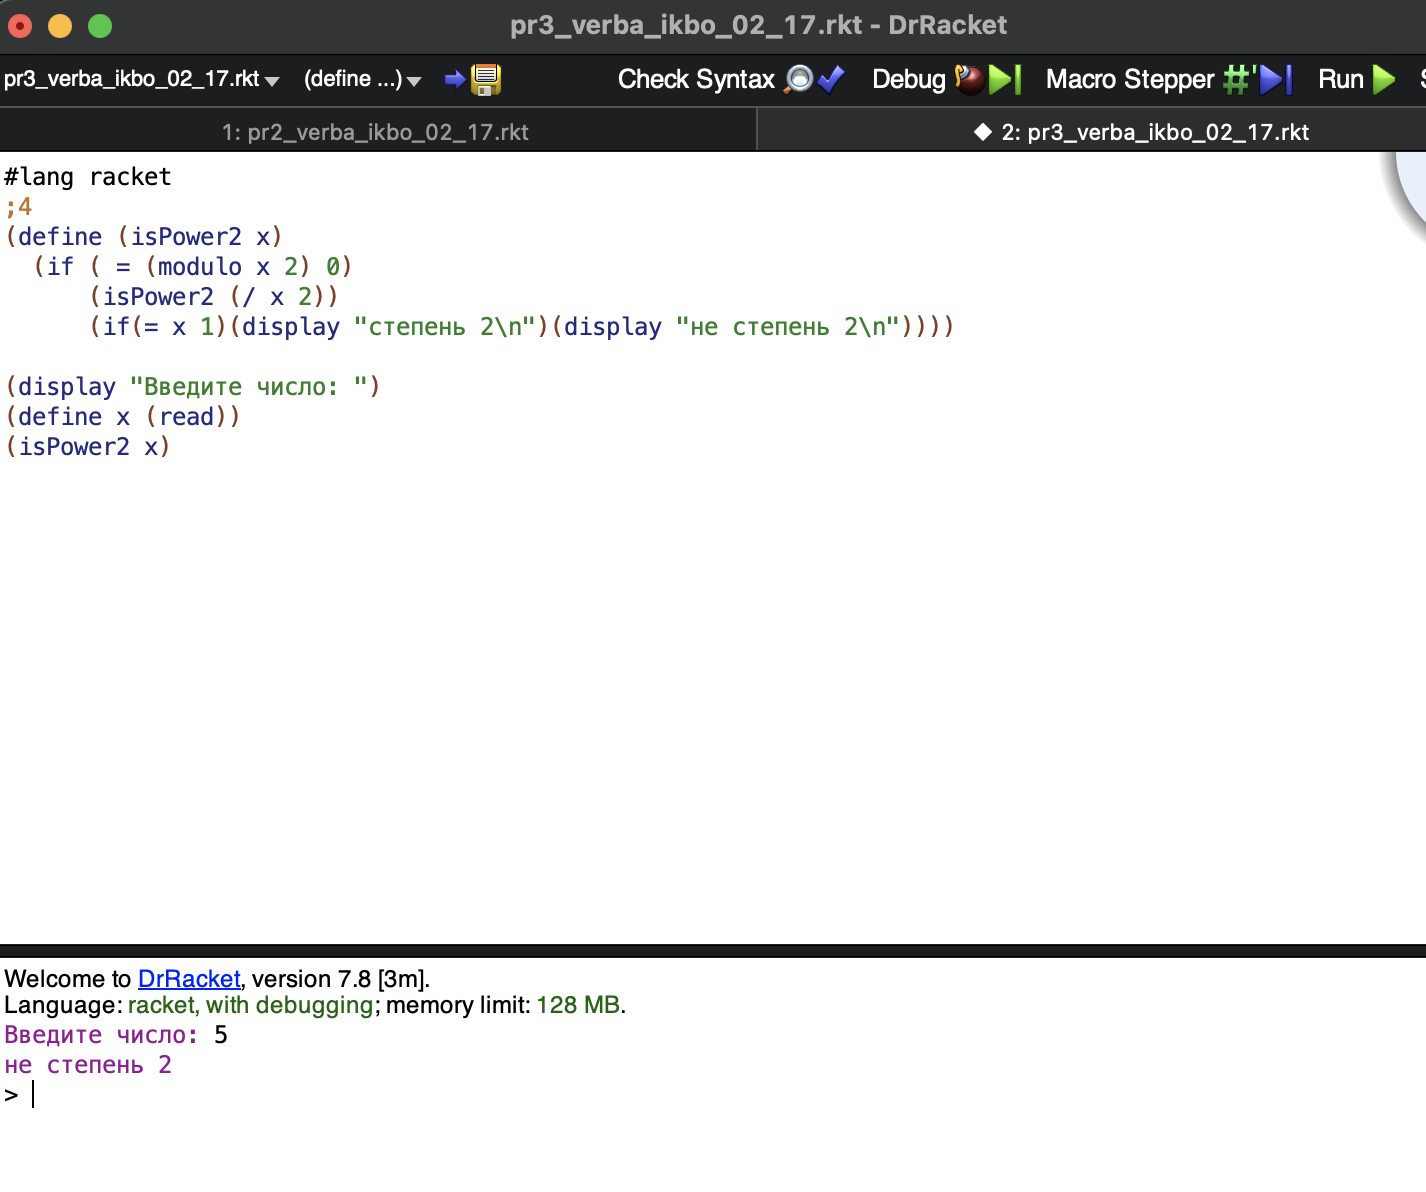 pr3_verba_ikbo_02_17.rkt - DrRacket
pr3_verba_ikbo_02_17.rkt (define ...) Check Syntax Debug Macro Stepper #' Run
1: pr2_verba_ikbo_02_17.rkt 2: pr3_verba_ikbo_02_17.rkt
#lang racket
;4
(define (isPower2 x)
  (if ( = (modulo x 2) 0)
      (isPower2 (/ x 2))
      (if(= x 1)(display "степень 2\n")(display "не степень 2\n"))))
(display "Введите число: ")
(define x (read))
(isPower2 x)
Welcome to DrRacket, version 7.8 [3m].
Language: racket, with debugging; memory limit: 128 MB.
Введите число: 5
не степень 2
>